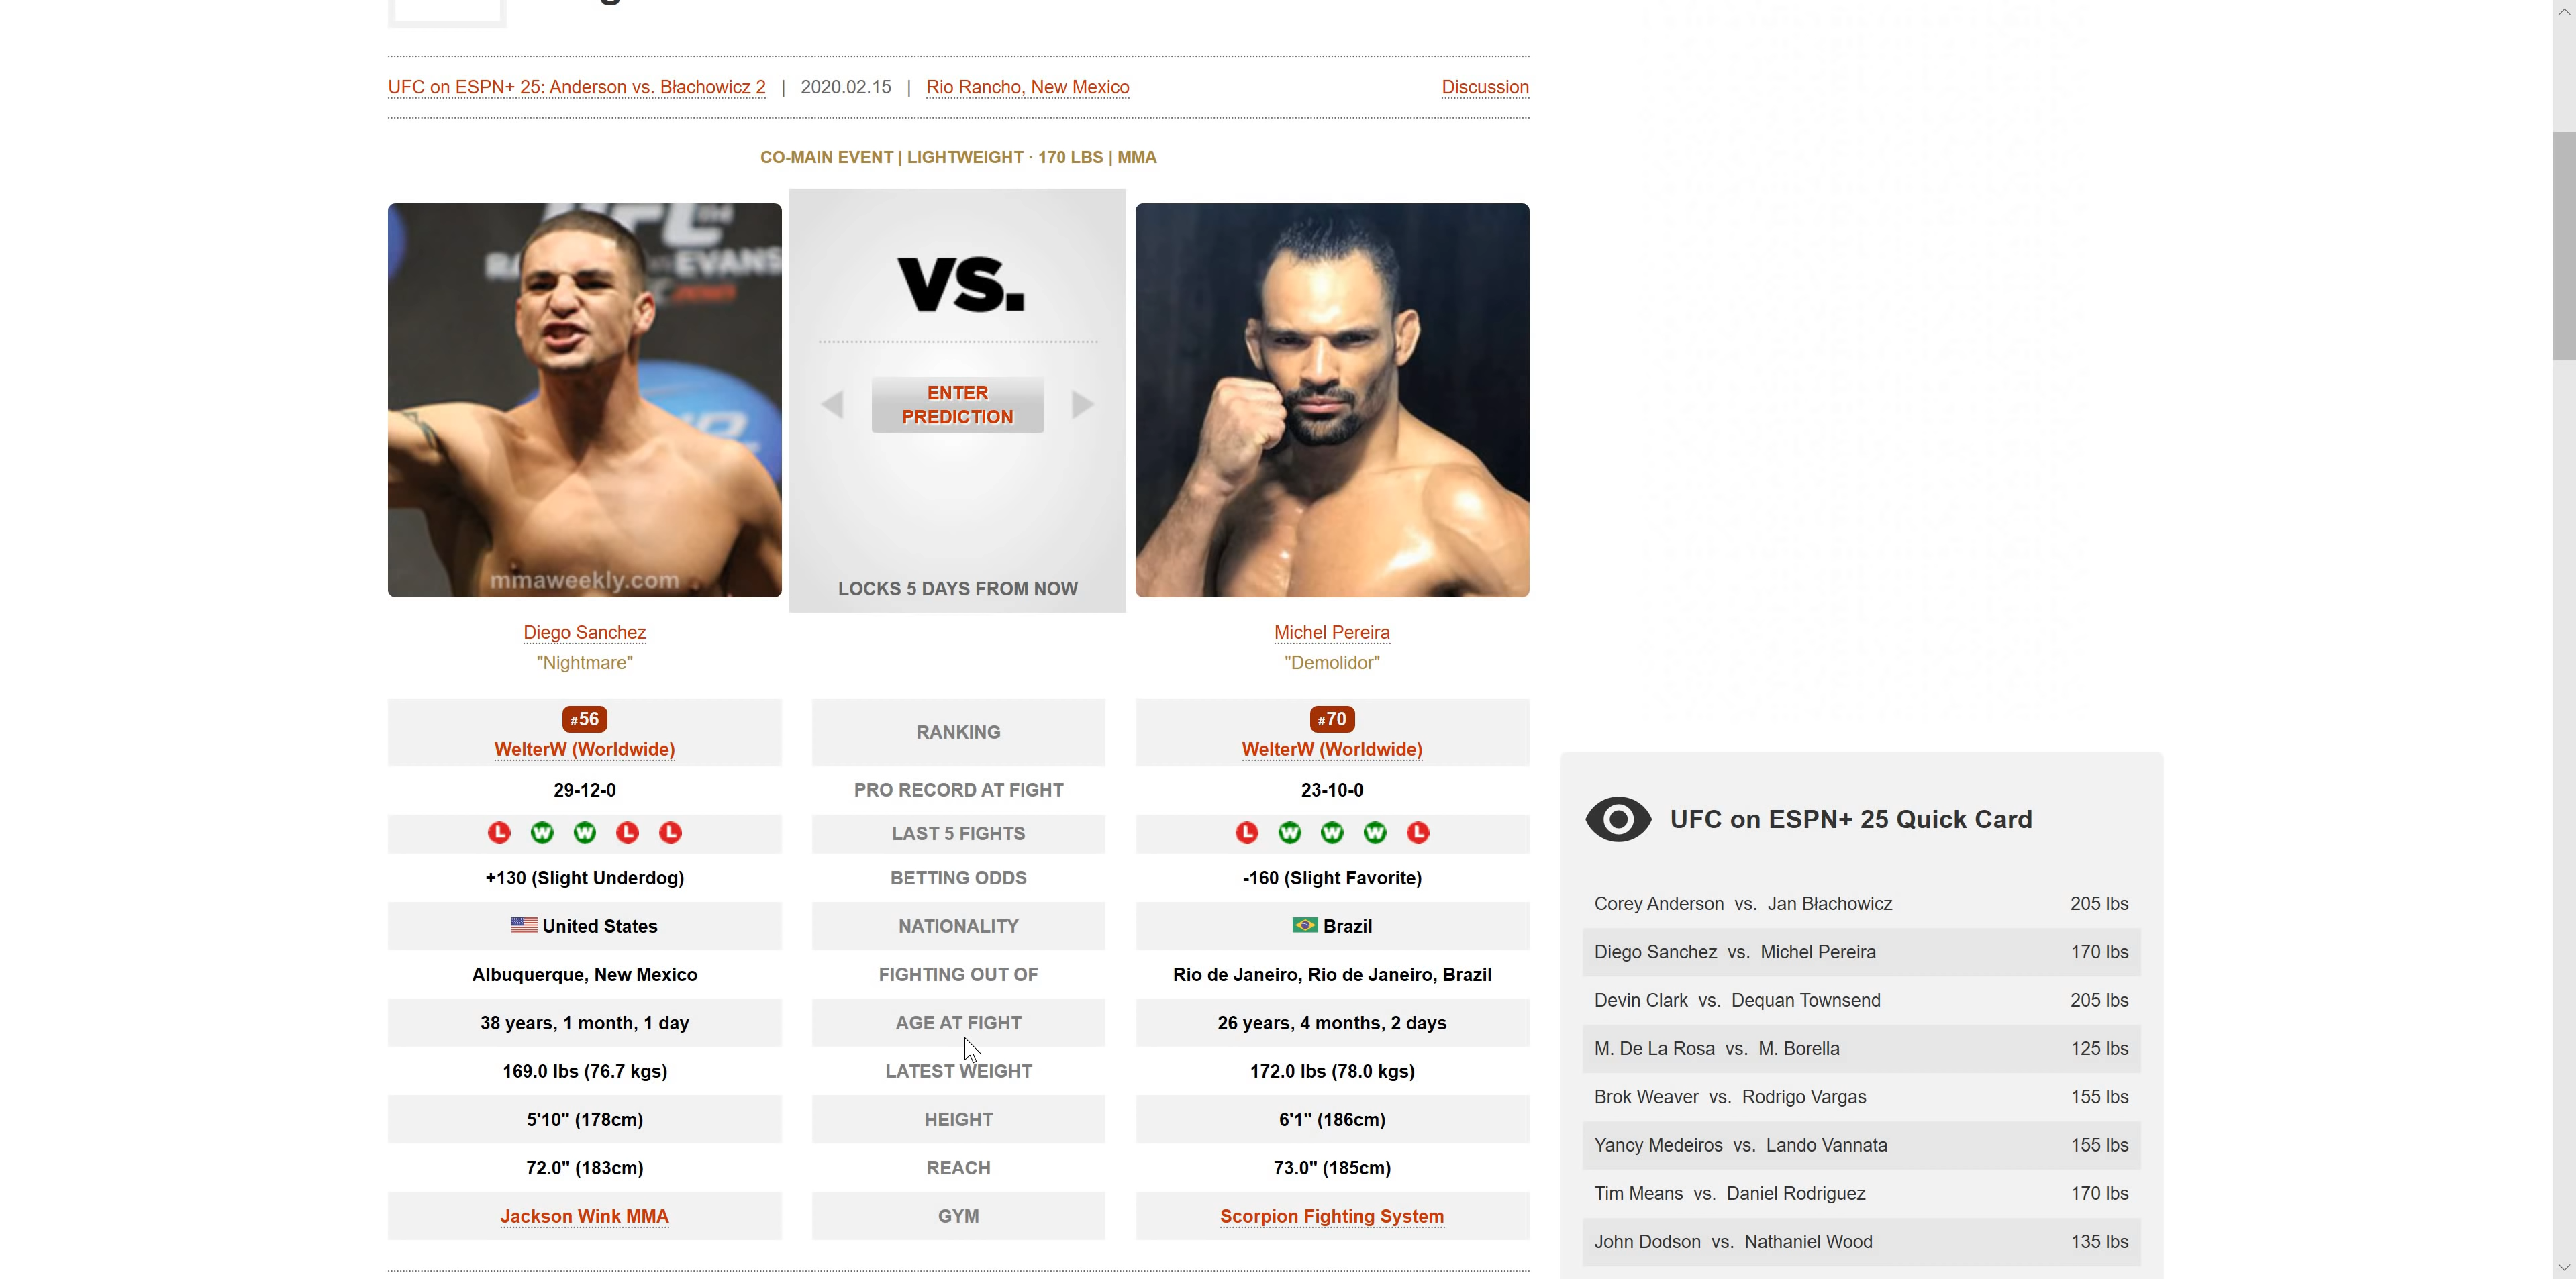 UFC on ESPN+ 25: Anderson vs. Błachowicz 2 | 2020.02.15 | Rio Rancho, New Mexico Discussion
CO-MAIN EVENT | LIGHTWEIGHT · 170 LBS | MMA
EVANS
VS.
ENTER
PREDICTION
mmaweekly.com
LOCKS 5 DAYS FROM NOW
Diego Sanchez Michel Pereira
"Nightmare" "Demolidor"
#56 #70
WelterW (Worldwide) RANKING WelterW (Worldwide)
29-12-0 PRO RECORD AT FIGHT 23-10-0
L W W L L LAST 5 FIGHTS L W W W L
+130 (Slight Underdog) BETTING ODDS -160 (Slight Favorite)
United States NATIONALITY Brazil
Albuquerque, New Mexico FIGHTING OUT OF Rio de Janeiro, Rio de Janeiro, Brazil
38 years, 1 month, 1 day AGE AT FIGHT 26 years, 4 months, 2 days
169.0 lbs (76.7 kgs) LATEST WEIGHT 172.0 lbs (78.0 kgs)
5'10" (178cm) HEIGHT 6'1" (186cm)
72.0" (183cm) REACH 73.0" (185cm)
Jackson Wink MMA GYM Scorpion Fighting System
UFC on ESPN+ 25 Quick Card
Corey Anderson vs. Jan Błachowicz 205 lbs
Diego Sanchez vs. Michel Pereira 170 lbs
Devin Clark vs. Dequan Townsend 205 lbs
M. De La Rosa vs. M. Borella 125 lbs
Brok Weaver vs. Rodrigo Vargas 155 lbs
Yancy Medeiros vs. Lando Vannata 155 lbs
Tim Means vs. Daniel Rodriguez 170 lbs
John Dodson vs. Nathaniel Wood 135 lbs